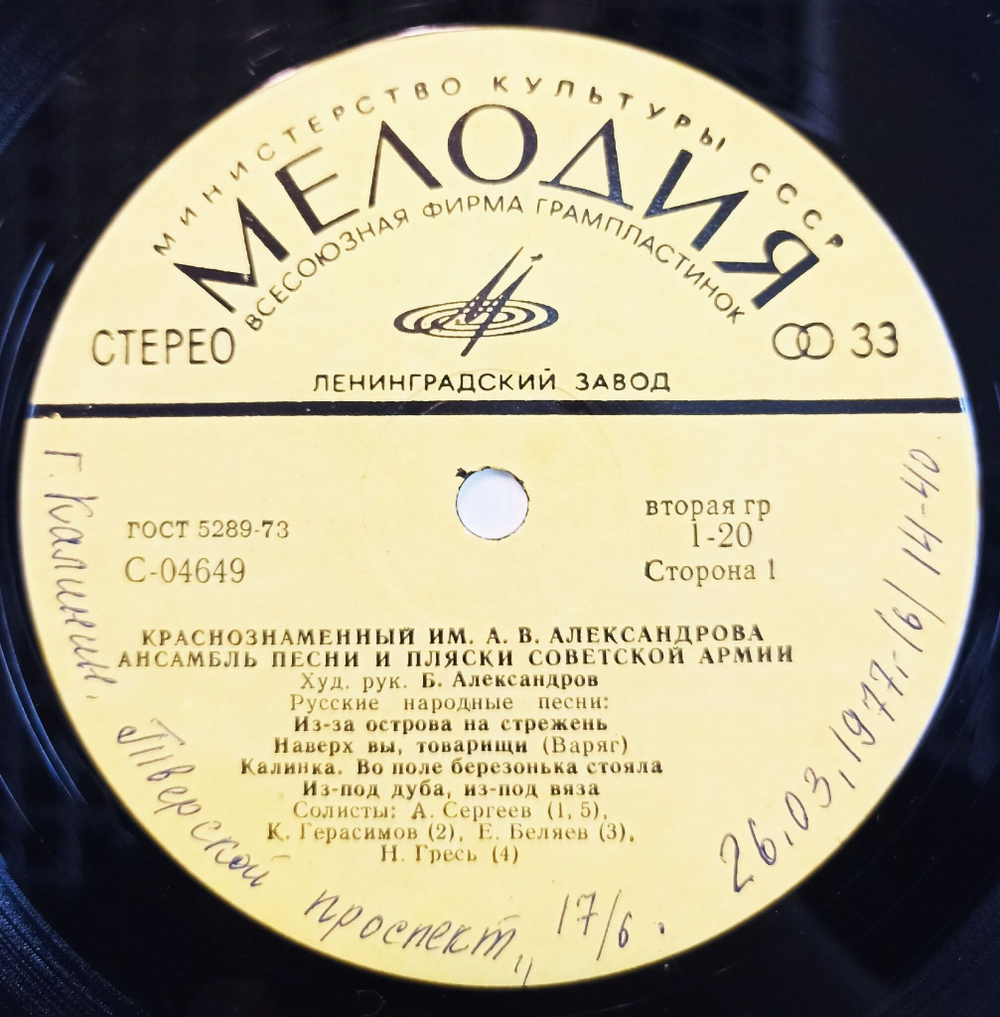 МИНИСТЕРСТВО КУЛЬТУРЫ СССР
МЕЛОДИЯ
ВСЕСОЮЗНАЯ ФИРМА ГРАМПЛАСТИНОК
СТЕРЕО
33
ЛЕНИНГРАДСКИЙ ЗАВОД
ГОСТ 5289-73
С-04649
вторая гр
1-20
Сторона 1
КРАСНОЗНАМЕННЫЙ ИМ. А. В. АЛЕКСАНДРОВА
АНСАМБЛЬ ПЕСНИ И ПЛЯСКИ СОВЕТСКОЙ АРМИИ
Худ. рук. Б. Александров
Русские народные песни:
Из-за острова на стрежень
Наверх вы, товарищи (Варяг)
Калинка. Во поле березонька стояла
Из-под дуба, из-под вяза
Солисты: А. Сергеев (1, 5),
К. Герасимов (2), Е. Беляев (3),
Н. Гресь (4)
г. Калинин. Тверской проспект, 17/6.
26.03.1977г. (6) 14-40